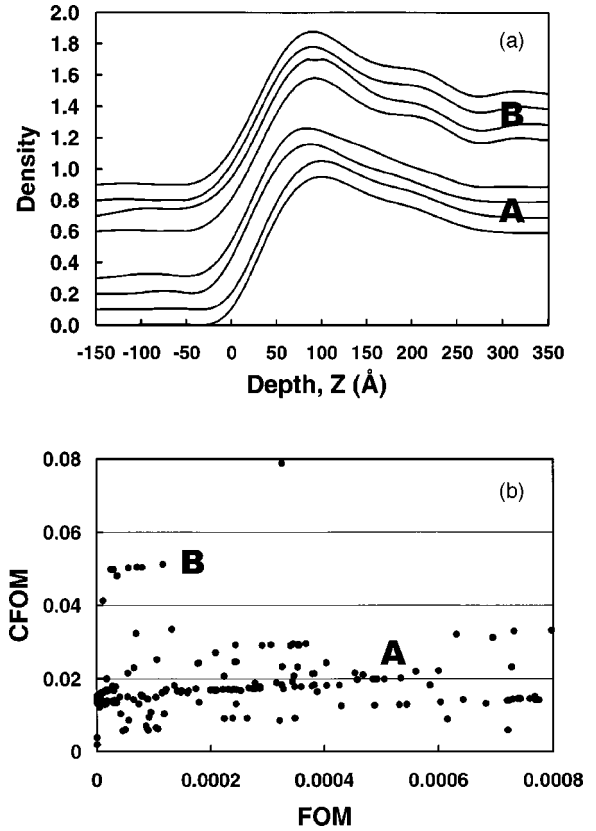 (a)
2.0
1.8
1.6
1.4
1.2
1.0
0.8
0.6
0.4
0.2
0.0
Density
B
A
-150 -100 -50 0 50 100 150 200 250 300 350
Depth, Z (Å)
(b)
0.08
0.06
0.04
0.02
0
CFOM
B
A
0 0.0002 0.0004 0.0006 0.0008
FOM